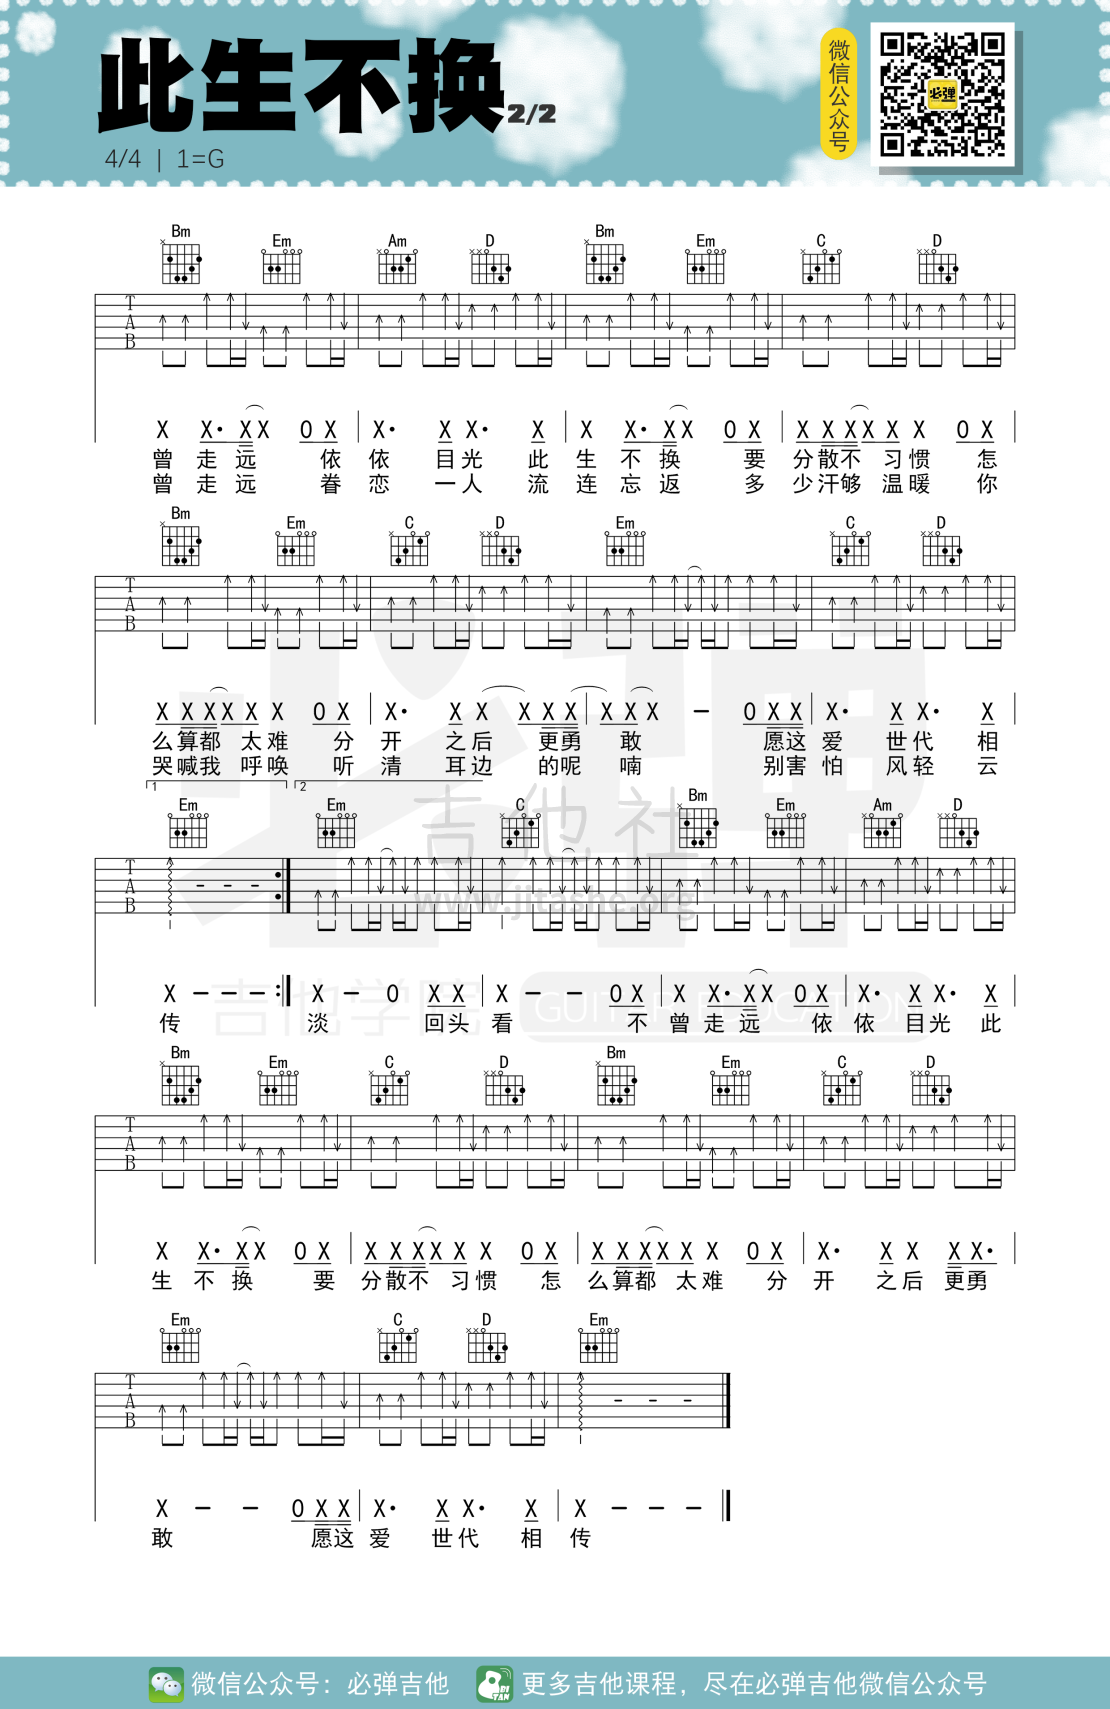 此生不换2/2
4/4 | 1=G
微信公众号
必弹
Bm Em Am D Bm Em C D
T
A
B
X X· X X 0 X X· X X· X X X· X X 0 X X X X X X X 0 X
曾 走 远 依 依 目 光 此 生 不 换 要 分 散不 习 惯 怎
曾 走 远 眷 恋 一 人 流 连 忘 返 多 少 汗够 温 暖 你
Bm Em C D Em C D
T
A
B
X X X X X X 0 X X· X X X X X X X X - 0 X X X· X X· X
么 算都 太 难 分 开 之 后 更勇 敢 愿这 爱 世 代 相
哭 喊我 呼 唤 听 清 耳 边 的呢 喃 别害 怕 风 轻 云
1 2
Em Em C Bm Em Am D
T
A
B
- - -
X - - - X - 0 X X X - - 0 X X X· X X 0 X X· X X· X
传 淡 回头 看 不 曾 走 远 依 依 目光 此
吉他社
www.jitashe.org
吉他学院 GUITAR EDUCATION
Bm Em C D Bm Em C D
T
A
B
X X· X X 0 X X X X X X X 0 X X X X X X X 0 X X· X X X X·
生 不 换 要 分 散不 习 惯 怎 么 算都 太 难 分 开 之 后 更勇
Em C D Em
T
A
B
- - -
X - - 0 X X X· X X· X X - - -
敢 愿这 爱 世 代 相 传
微信公众号：必弹吉他 更多吉他课程，尽在必弹吉他微信公众号